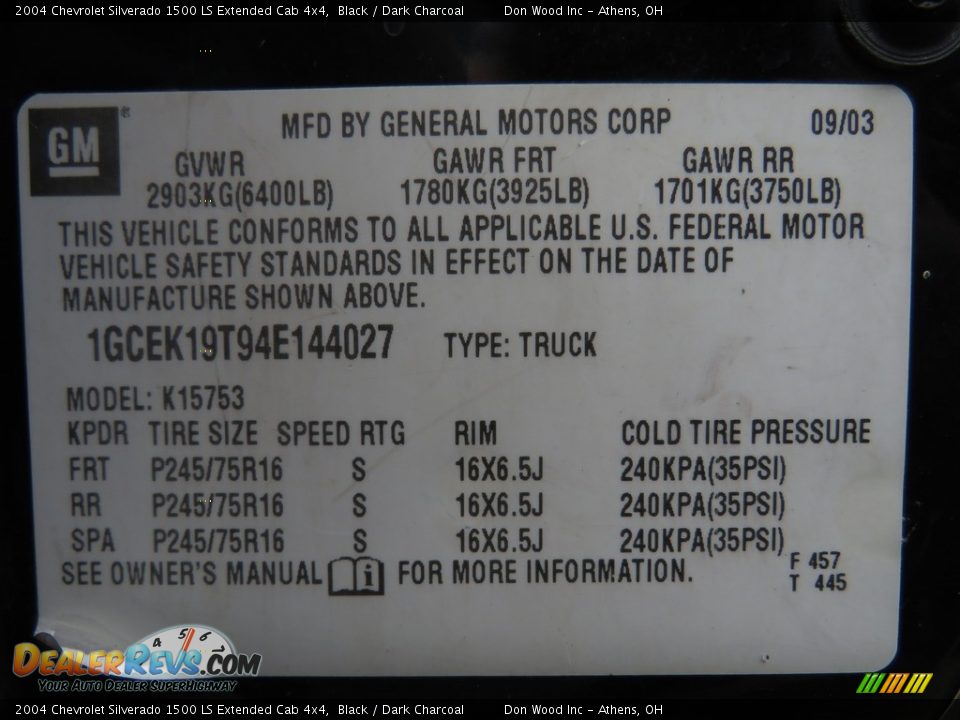 2004 Chevrolet Silverado 1500 LS Extended Cab 4x4, Black / Dark Charcoal Don Wood Inc - Athens, OH
GM®
MFD BY GENERAL MOTORS CORP 09/03
GVWR GAWR FRT GAWR RR
2903KG(6400LB) 1780KG(3925LB) 1701KG(3750LB)
THIS VEHICLE CONFORMS TO ALL APPLICABLE U.S. FEDERAL MOTOR
VEHICLE SAFETY STANDARDS IN EFFECT ON THE DATE OF
MANUFACTURE SHOWN ABOVE.
1GCEK19T94E144027 TYPE: TRUCK
MODEL: K15753
KPDR TIRE SIZE SPEED RTG RIM COLD TIRE PRESSURE
FRT P245/75R16 S 16X6.5J 240KPA(35PSI)
RR P245/75R16 S 16X6.5J 240KPA(35PSI)
SPA P245/75R16 S 16X6.5J 240KPA(35PSI)
SEE OWNER'S MANUAL i FOR MORE INFORMATION.
F 457
T 445
4 5 6 7
DEALERREVS.COM
YOUR AUTO DEALER SUPERHIGHWAY
2004 Chevrolet Silverado 1500 LS Extended Cab 4x4, Black / Dark Charcoal Don Wood Inc - Athens, OH